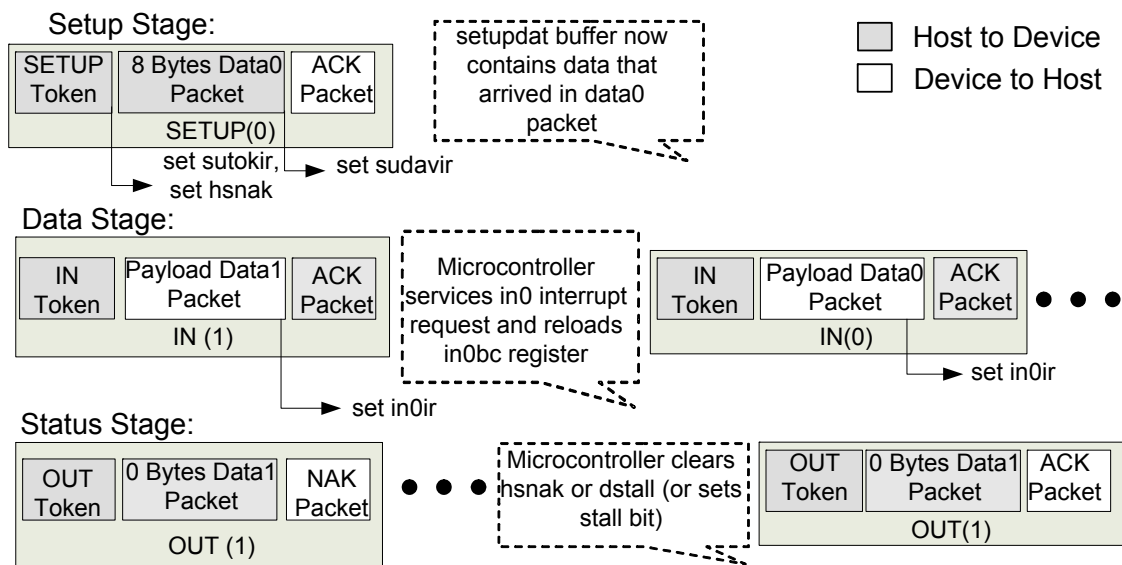 Setup Stage:
SETUP
Token
8 Bytes Data0
Packet
ACK
Packet
SETUP(0)
set sutokir,
set hsnak
set sudavir
setupdat buffer now
contains data that
arrived in data0
packet
Host to Device
Device to Host
Data Stage:
IN
Token
Payload Data1
Packet
ACK
Packet
IN (1)
set in0ir
Microcontroller
services in0 interrupt
request and reloads
in0bc register
IN
Token
Payload Data0
Packet
ACK
Packet
IN(0)
set in0ir
Status Stage:
OUT
Token
0 Bytes Data1
Packet
NAK
Packet
OUT (1)
Microcontroller clears
hsnak or dstall (or sets
stall bit)
OUT
Token
0 Bytes Data1
Packet
ACK
Packet
OUT(1)